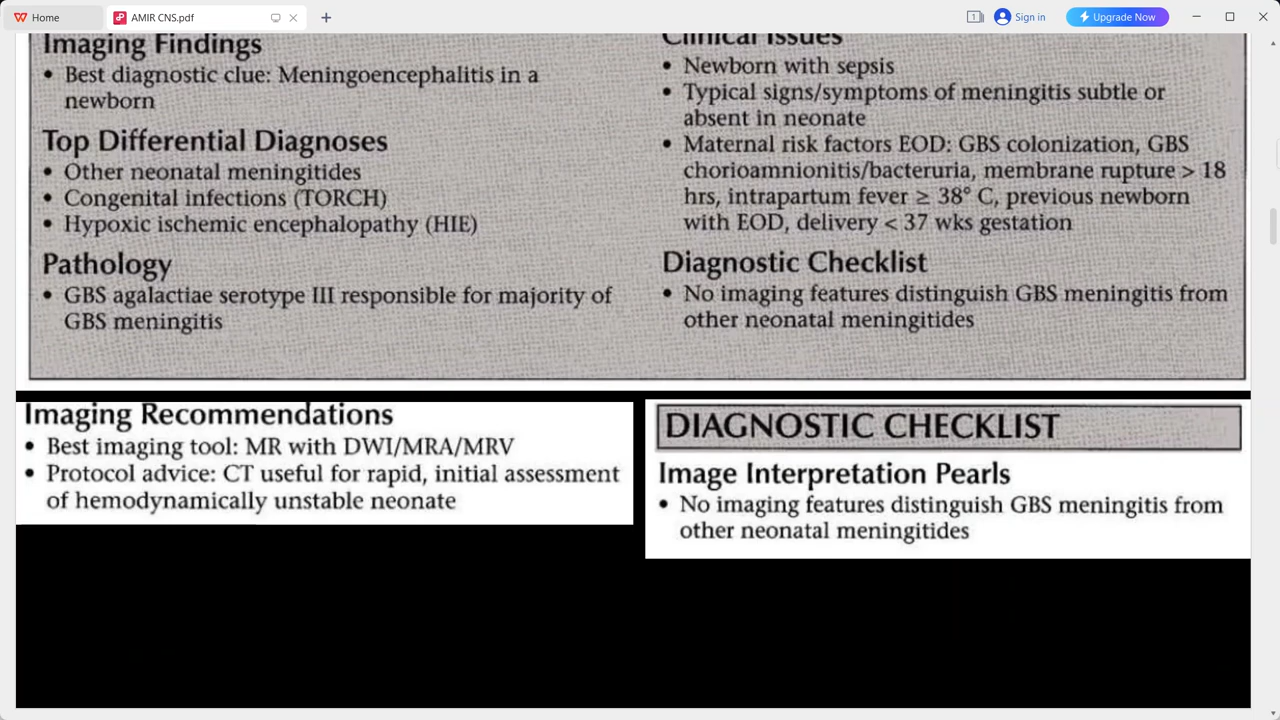 Home
AMIR CNS.pdf
1
Sign in
Upgrade Now
Imaging Findings
• Best diagnostic clue: Meningoencephalitis in a
newborn
Top Differential Diagnoses
• Other neonatal meningitides
• Congenital infections (TORCH)
• Hypoxic ischemic encephalopathy (HIE)
Pathology
• GBS agalactiae serotype III responsible for majority of
GBS meningitis
Clinical Issues
• Newborn with sepsis
• Typical signs/symptoms of meningitis subtle or
absent in neonate
• Maternal risk factors EOD: GBS colonization, GBS
chorioamnionitis/bacteruria, membrane rupture > 18
hrs, intrapartum fever ≥ 38° C, previous newborn
with EOD, delivery < 37 wks gestation
Diagnostic Checklist
• No imaging features distinguish GBS meningitis from
other neonatal meningitides
Imaging Recommendations
• Best imaging tool: MR with DWI/MRA/MRV
• Protocol advice: CT useful for rapid, initial assessment
of hemodynamically unstable neonate
DIAGNOSTIC CHECKLIST
Image Interpretation Pearls
• No imaging features distinguish GBS meningitis from
other neonatal meningitides